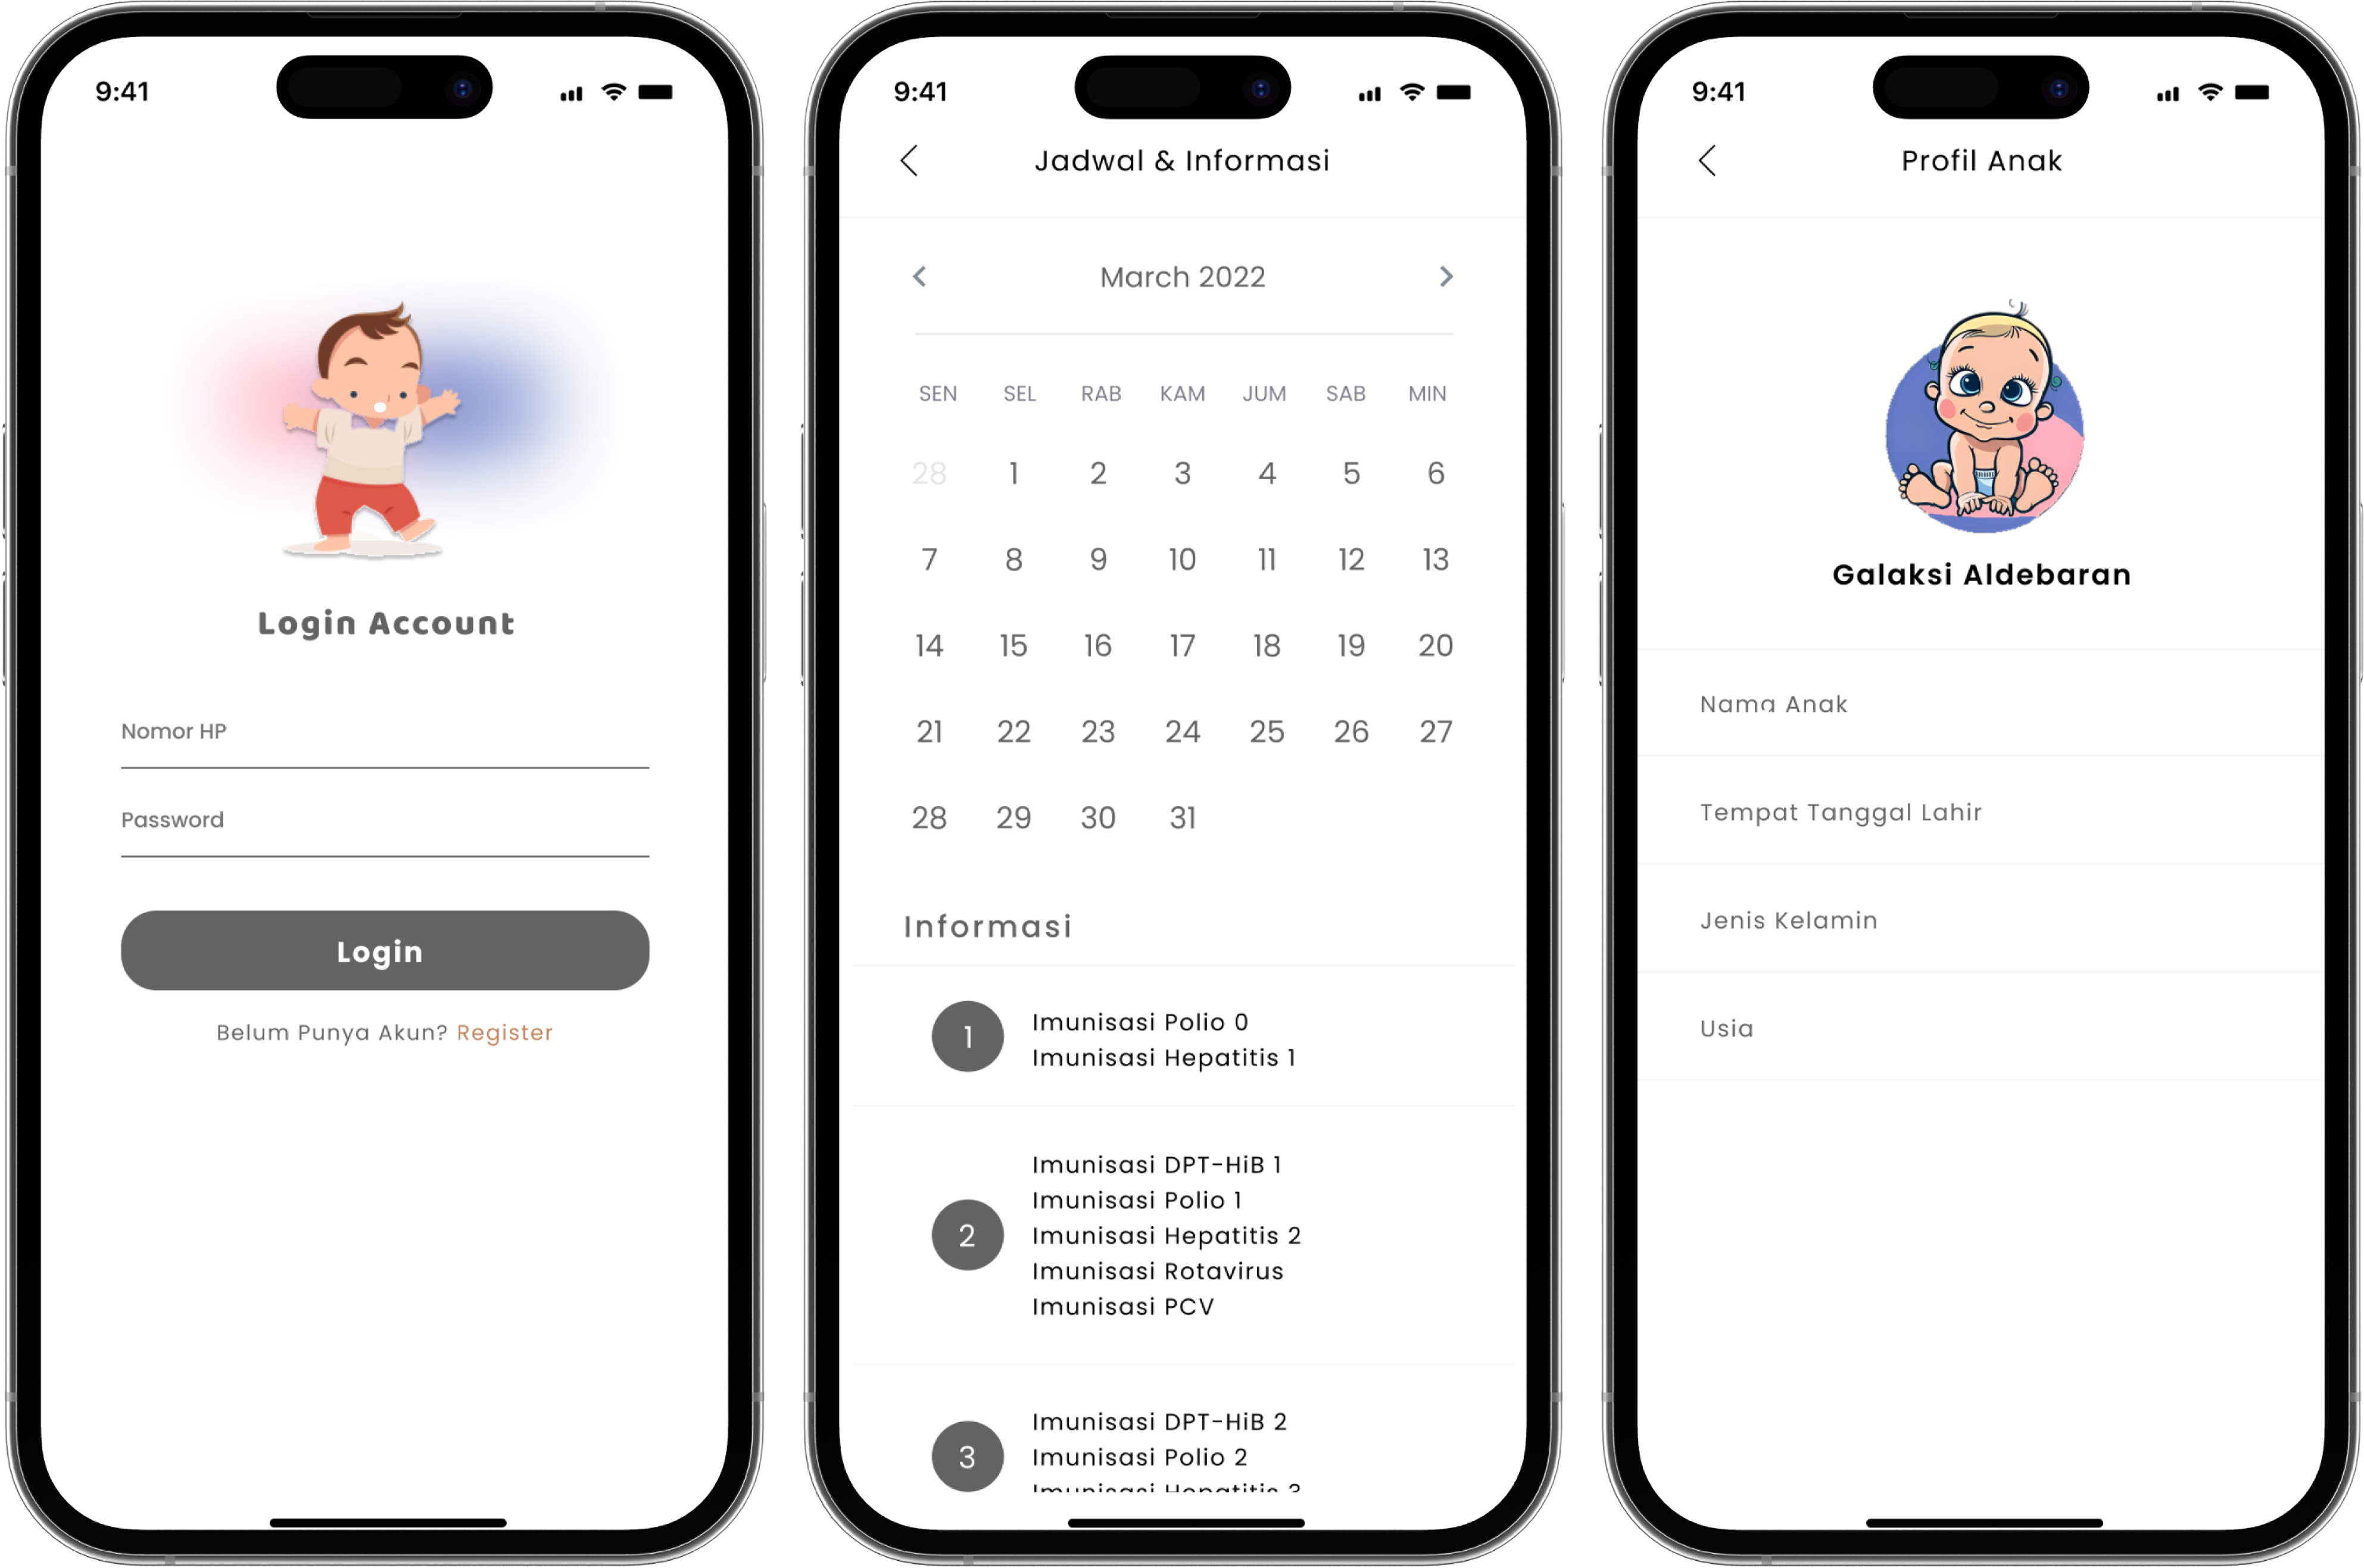 9:41
Login Account
Nomor HP
Password
Login
Belum Punya Akun? Register
9:41
Jadwal & Informasi
March 2022
SEN SEL RAB KAM JUM SAB MIN
28 1 2 3 4 5 6
7 8 9 10 11 12 13
14 15 16 17 18 19 20
21 22 23 24 25 26 27
28 29 30 31
Informasi
1
Imunisasi Polio 0
Imunisasi Hepatitis 1
2
Imunisasi DPT-HiB 1
Imunisasi Polio 1
Imunisasi Hepatitis 2
Imunisasi Rotavirus
Imunisasi PCV
3
Imunisasi DPT-HiB 2
Imunisasi Polio 2
Imunisasi Hepatitis 3
9:41
Profil Anak
Galaksi Aldebaran
Nama Anak
Tempat Tanggal Lahir
Jenis Kelamin
Usia